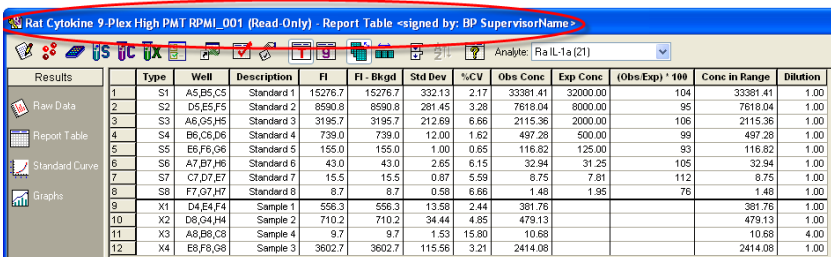 Rat Cytokine 9-Plex High PMT RPMI_001 (Read-Only) - Report Table <signed by: BP SupervisorName>
Analyte: Ra IL-1a (21)
Results Type Well Description FI FI - Bkgd Std Dev %CV Obs Conc Exp Conc (Obs/Exp) * 100 Conc in Range Dilution
1 S1 A5,B5,C5 Standard 1 15276.7 15276.7 332.13 2.17 33381.41 32000.00 104 33381.41 1.00
Raw Data
2 S2 D5,E5,F5 Standard 2 8590.8 8590.8 281.45 3.28 7618.04 8000.00 95 7618.04 1.00
3 S3 A6,G5,H5 Standard 3 3195.7 3195.7 212.69 6.66 2115.36 2000.00 106 2115.36 1.00
Report Table
4 S4 B6,C6,D6 Standard 4 739.0 739.0 12.00 1.62 497.28 500.00 99 497.28 1.00
5 S5 E6,F6,G6 Standard 5 155.0 155.0 1.00 0.65 116.82 125.00 93 116.82 1.00
Standard Curve
6 S6 A7,B7,H6 Standard 6 43.0 43.0 2.65 6.15 32.94 31.25 105 32.94 1.00
7 S7 C7,D7,E7 Standard 7 15.5 15.5 0.87 5.59 8.75 7.81 112 8.75 1.00
Graphs
8 S8 F7,G7,H7 Standard 8 8.7 8.7 0.58 6.66 1.48 1.95 76 1.48 1.00
9 X1 D4,E4,F4 Sample 1 556.3 556.3 13.58 2.44 381.76 381.76 1.00
10 X2 D8,G4,H4 Sample 2 710.2 710.2 34.44 4.85 479.13 479.13 1.00
11 X3 A8,B8,C8 Sample 4 9.7 9.7 1.53 15.80 10.68 10.68 4.00
12 X4 E8,F8,G8 Sample 3 3602.7 3602.7 115.56 3.21 2414.08 2414.08 1.00